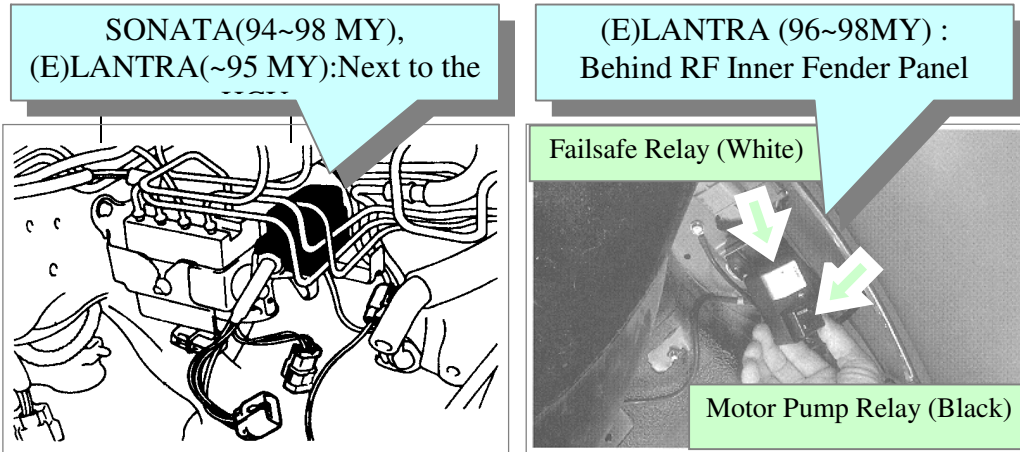 SONATA(94~98 MY),
(E)LANTRA(~95 MY):Next to the
(E)LANTRA (96~98MY) :
Behind RF Inner Fender Panel
Failsafe Relay (White)
Motor Pump Relay (Black)